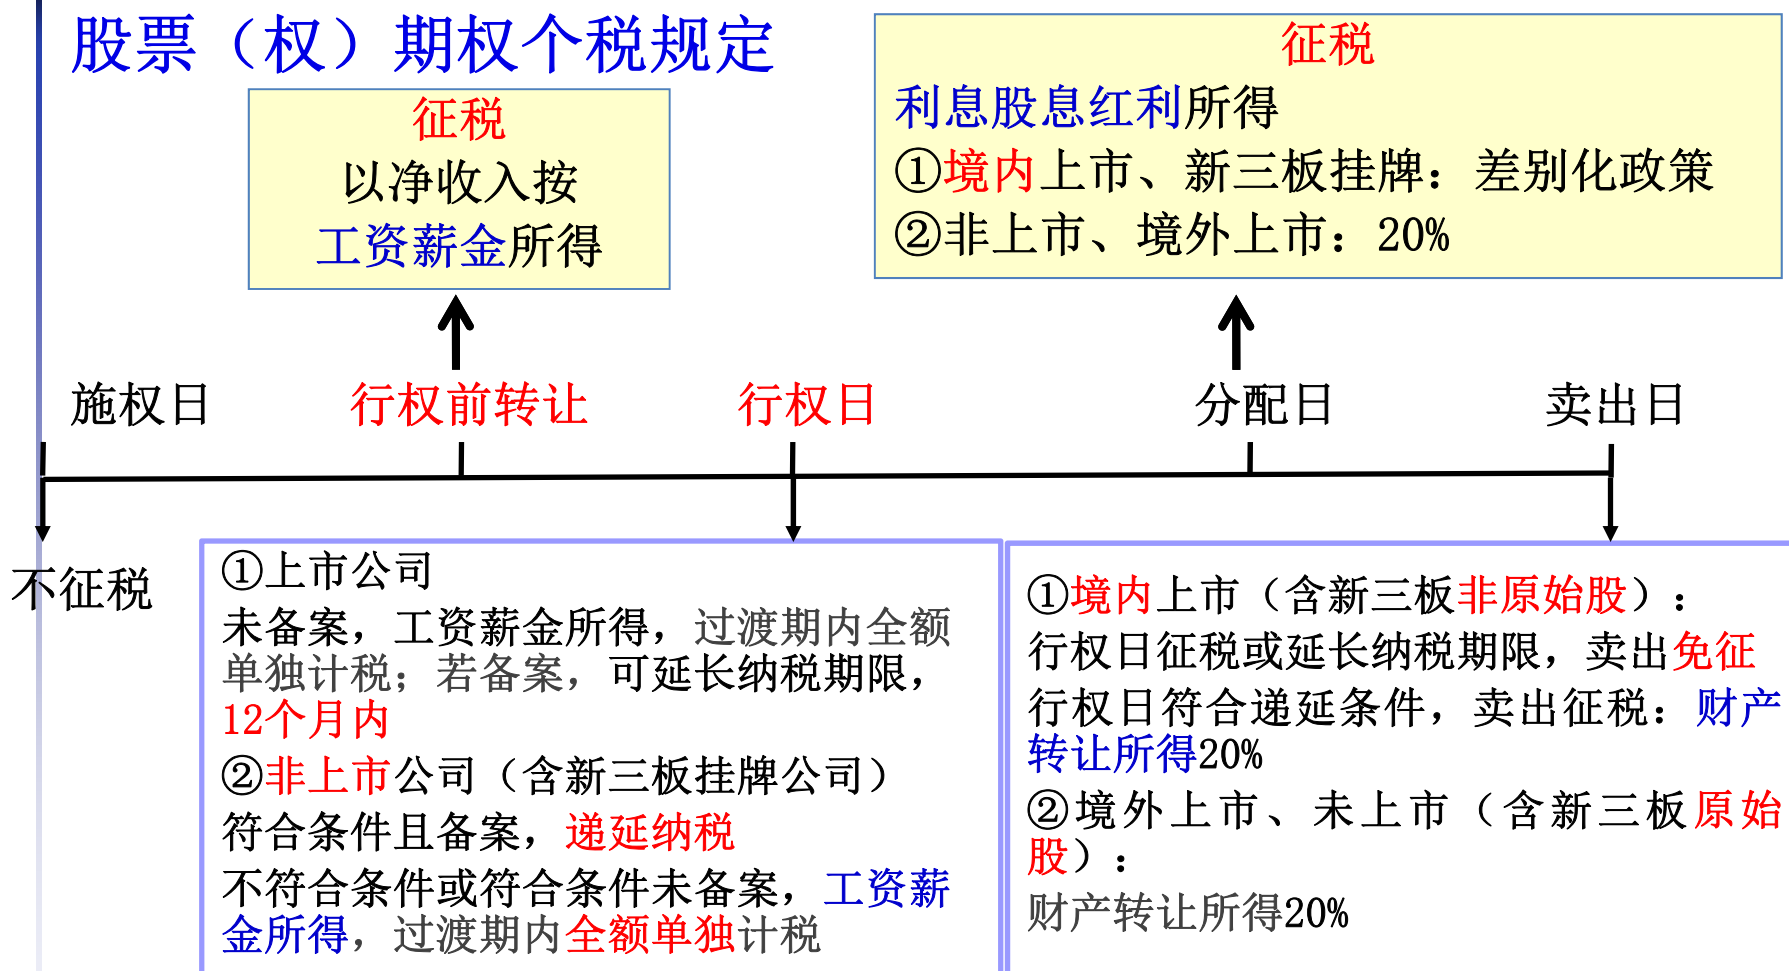 股票（权）期权个税规定
征税
以净收入按
工资薪金所得
征税
利息股息红利所得
①境内上市、新三板挂牌：差别化政策
②非上市、境外上市：20%
施权日
行权前转让
行权日
分配日
卖出日
不征税
①上市公司
未备案，工资薪金所得，过渡期内全额
单独计税；若备案，可延长纳税期限，
12个月内
②非上市公司（含新三板挂牌公司）
符合条件且备案，递延纳税
不符合条件或符合条件未备案，工资薪
金所得，过渡期内全额单独计税
①境内上市（含新三板非原始股）：
行权日征税或延长纳税期限，卖出免征
行权日符合递延条件，卖出征税：财产
转让所得20%
②境外上市、未上市（含新三板原始
股）：
财产转让所得20%